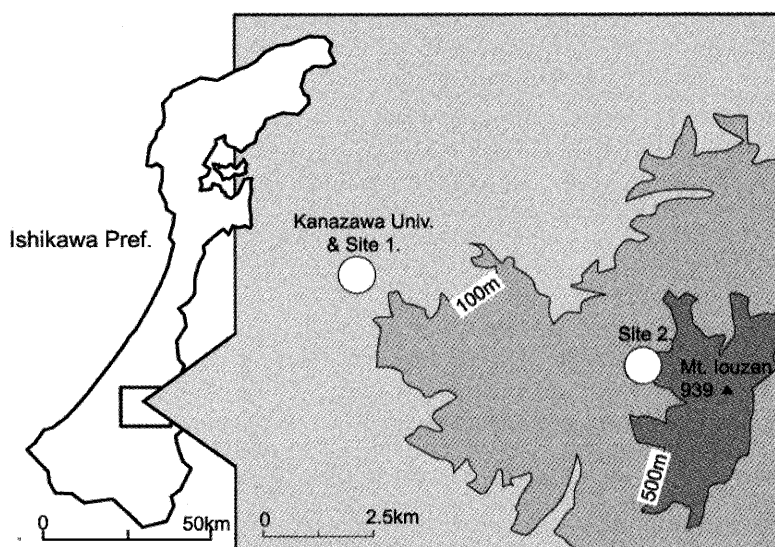 Ishikawa Pref.
Kanazawa Univ.
& Site 1.
100m
Site 2.
Mt. Iouzen
939 ▲
500m
0 50km
0 2.5km